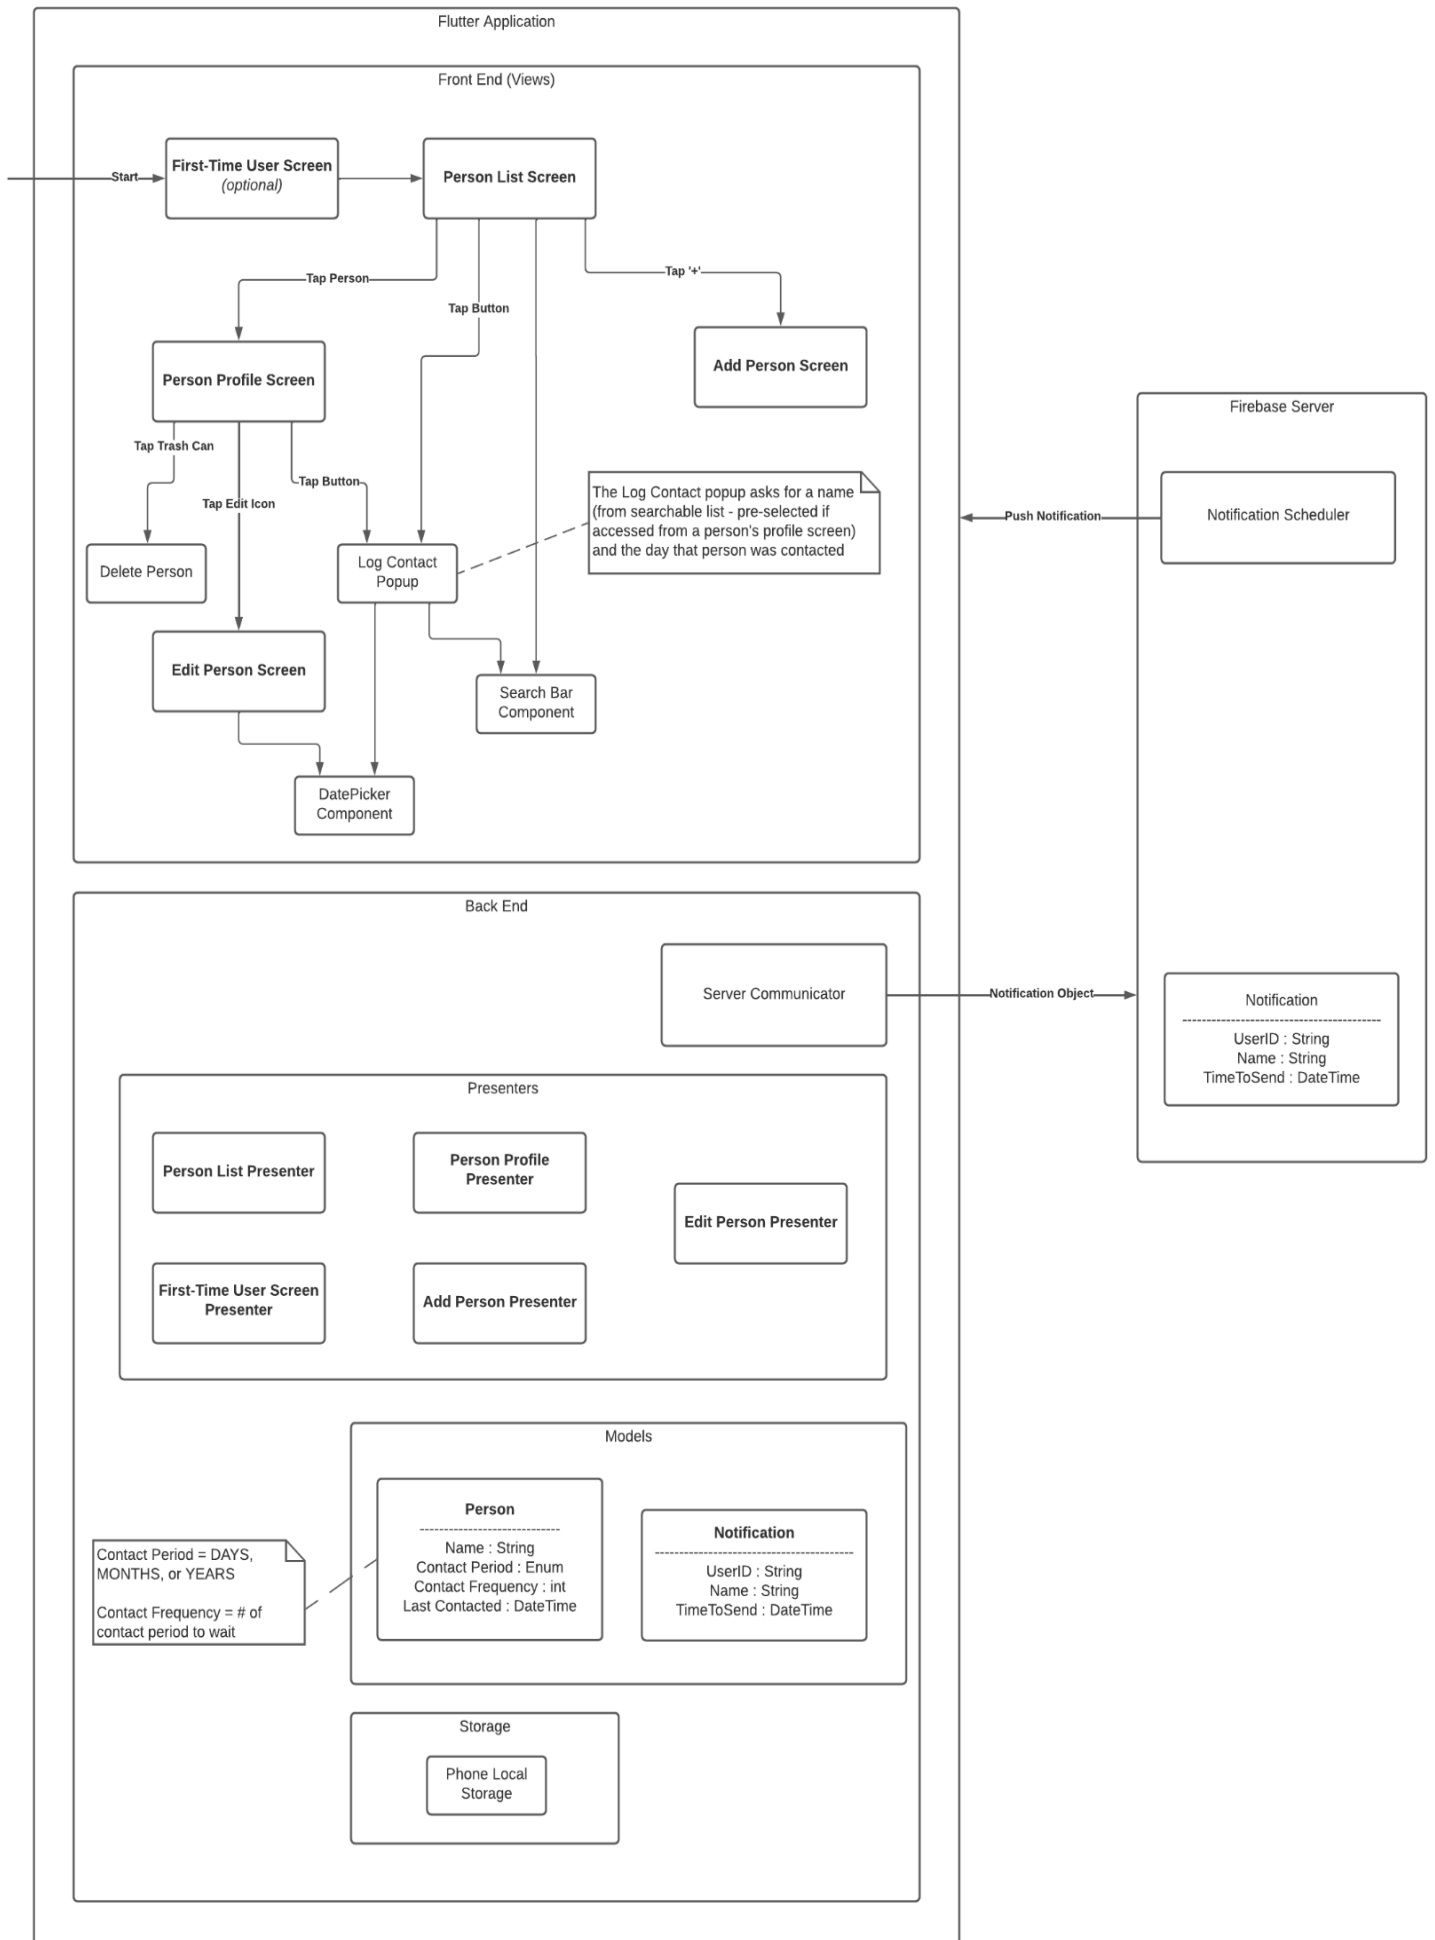 Flutter Application
Front End (Views)
Start
First-Time User Screen
(optional)
Person List Screen
Tap Person
Tap Button
Tap '+'
Add Person Screen
Person Profile Screen
Tap Trash Can
Tap Edit Icon
Tap Button
Delete Person
Log Contact
Popup
The Log Contact popup asks for a name
(from searchable list - pre-selected if
accessed from a person's profile screen)
and the day that person was contacted
Edit Person Screen
Search Bar
Component
DatePicker
Component
Firebase Server
Notification Scheduler
Push Notification
Back End
Server Communicator
Notification Object
Notification
------------------------------------------
UserID : String
Name : String
TimeToSend : DateTime
Presenters
Person List Presenter
Person Profile
Presenter
Edit Person Presenter
First-Time User Screen
Presenter
Add Person Presenter
Models
Person
-----------------------------
Name : String
Contact Period : Enum
Contact Frequency : int
Last Contacted : DateTime
Notification
------------------------------------------
UserID : String
Name : String
TimeToSend : DateTime
Contact Period = DAYS,
MONTHS, or YEARS
Contact Frequency = # of
contact period to wait
Storage
Phone Local
Storage